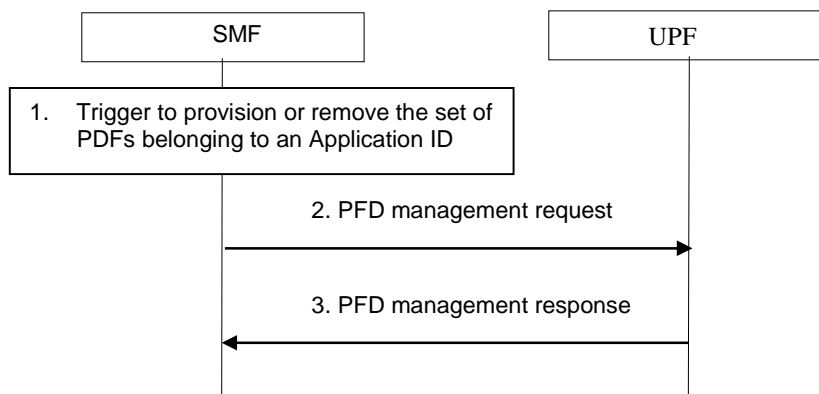 SMF
UPF
1. Trigger to provision or remove the set of
PDFs belonging to an Application ID
2. PFD management request
3. PFD management response